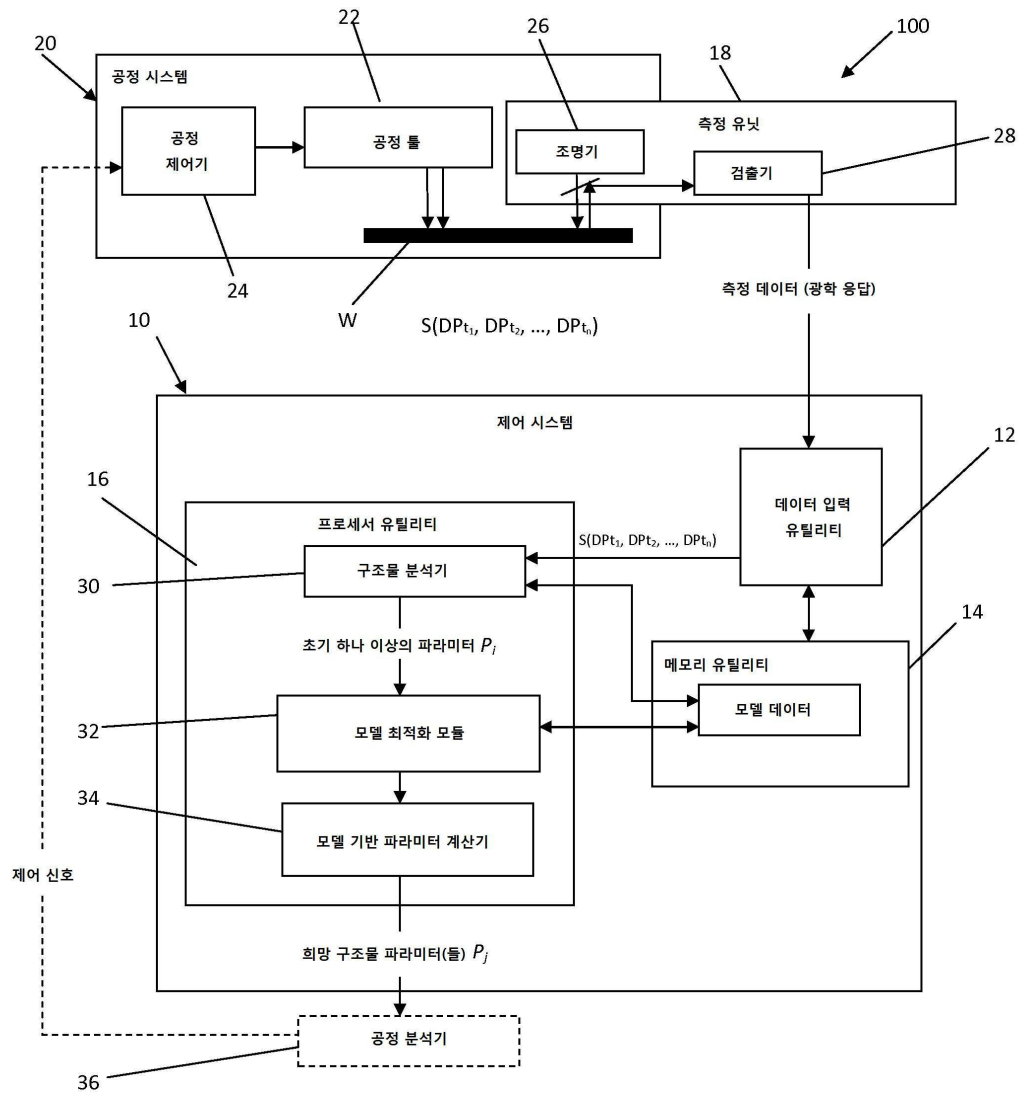 22
26
100
20
18
공정 시스템
측정 유닛
공정
제어기
공정 툴
조명기
28
검출기
24
측정 데이터 (광학 응답)
10
W
S(DPt₁, DPt₂, ..., DPtₙ)
제어 시스템
12
16
데이터 입력
유틸리티
프로세서 유틸리티
S(DPt₁, DPt₂, ..., DPtₙ)
구조물 분석기
30
14
초기 하나 이상의 파라미터 Pᵢ
메모리 유틸리티
모델 데이터
32
모델 최적화 모듈
34
모델 기반 파라미터 계산기
제어 신호
희망 구조물 파라미터(들) Pⱼ
공정 분석기
36